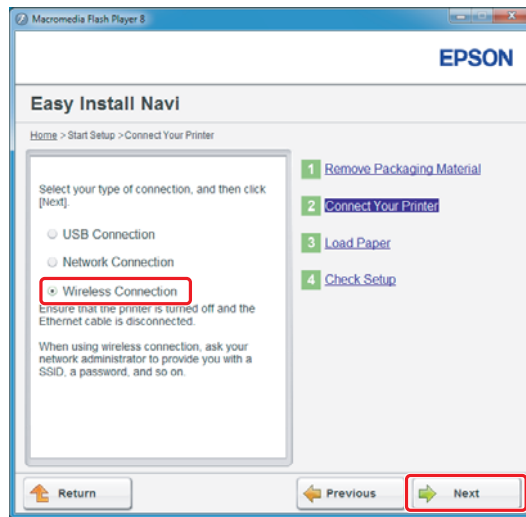 Macromedia Flash Player 8
EPSON
Easy Install Navi
Home > Start Setup >Connect Your Printer
Select your type of connection, and then click
[Next].
USB Connection
Network Connection
Wireless Connection
Ensure that the printer is turned off and the
Ethernet cable is disconnected.
When using wireless connection, ask your
network administrator to provide you with a
SSID, a password, and so on.
1 Remove Packaging Material
2 Connect Your Printer
3 Load Paper
4 Check Setup
Return
Previous
Next